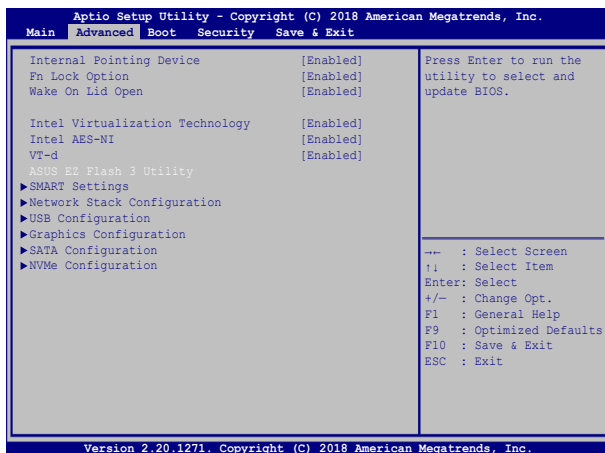 Aptio Setup Utility - Copyright (C) 2018 American Megatrends, Inc.
Main Advanced Boot Security Save & Exit
Internal Pointing Device [Enabled]
Fn Lock Option [Enabled]
Wake On Lid Open [Enabled]
Intel Virtualization Technology [Enabled]
Intel AES-NI [Enabled]
VT-d [Enabled]
ASUS EZ Flash 3 Utility
▶SMART Settings
▶Network Stack Configuration
▶USB Configuration
▶Graphics Configuration
▶SATA Configuration
▶NVMe Configuration
Press Enter to run the
utility to select and
update BIOS.
→← : Select Screen
↑↓ : Select Item
Enter: Select
+/— : Change Opt.
F1 : General Help
F9 : Optimized Defaults
F10 : Save & Exit
ESC : Exit
Version 2.20.1271. Copyright (C) 2018 American Megatrends, Inc.